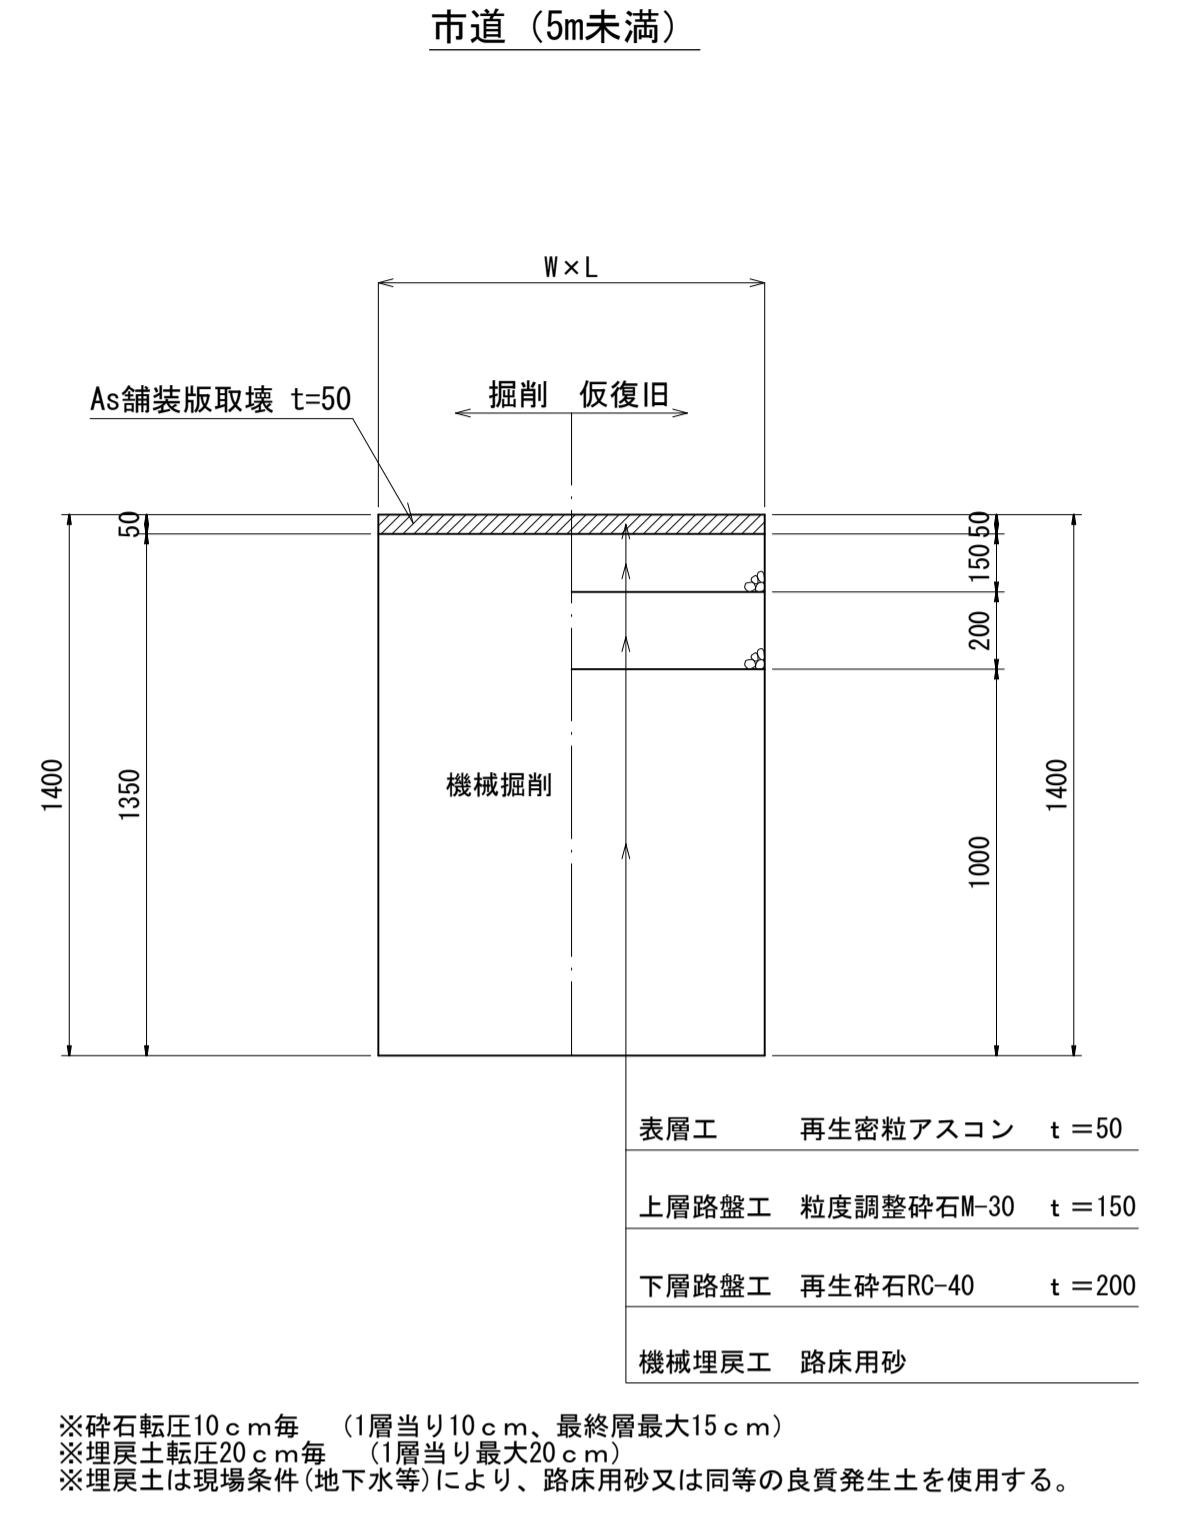 市道（5m未満）
W×L
As舗装版取壊 t=50
掘削 仮復旧
50
50
150
200
1400
1350
機械掘削
1000
1400
表層工 再生密粒アスコン ｔ＝50
上層路盤工 粒度調整砕石M-30 ｔ＝150
下層路盤工 再生砕石RC-40 ｔ＝200
機械埋戻工 路床用砂
※砕石転圧10ｃｍ毎 （1層当り10ｃｍ、最終層最大15ｃｍ）
※埋戻土転圧20ｃｍ毎 （1層当り最大20ｃｍ）
※埋戻土は現場条件(地下水等)により、路床用砂又は同等の良質発生土を使用する。